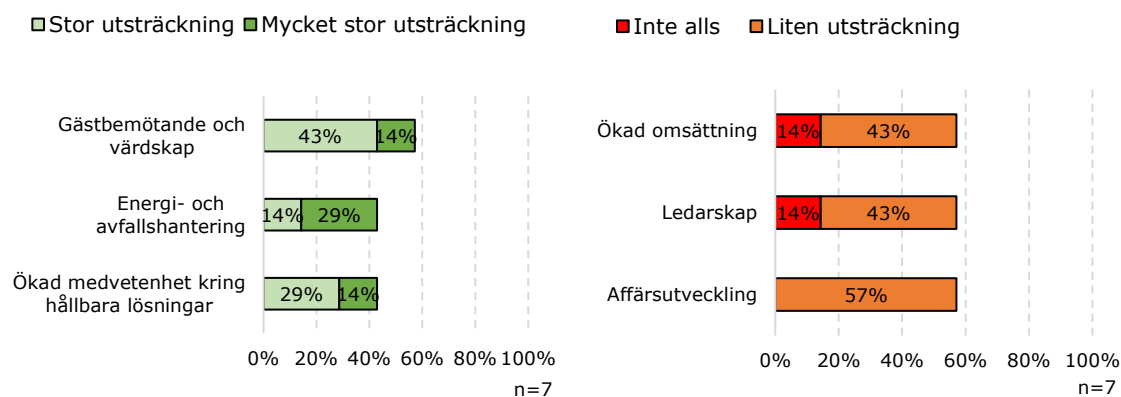 Stor utsträckning Mycket stor utsträckning
Gästbemötande och
värdskap
43% 14%
Energi- och
avfallshantering
14% 29%
Ökad medvetenhet kring
hållbara lösningar
29% 14%
0% 20% 40% 60% 80% 100%
n=7
Inte alls Liten utsträckning
Ökad omsättning
14% 43%
Ledarskap
14% 43%
Affärsutveckling
57%
0% 20% 40% 60% 80% 100%
n=7